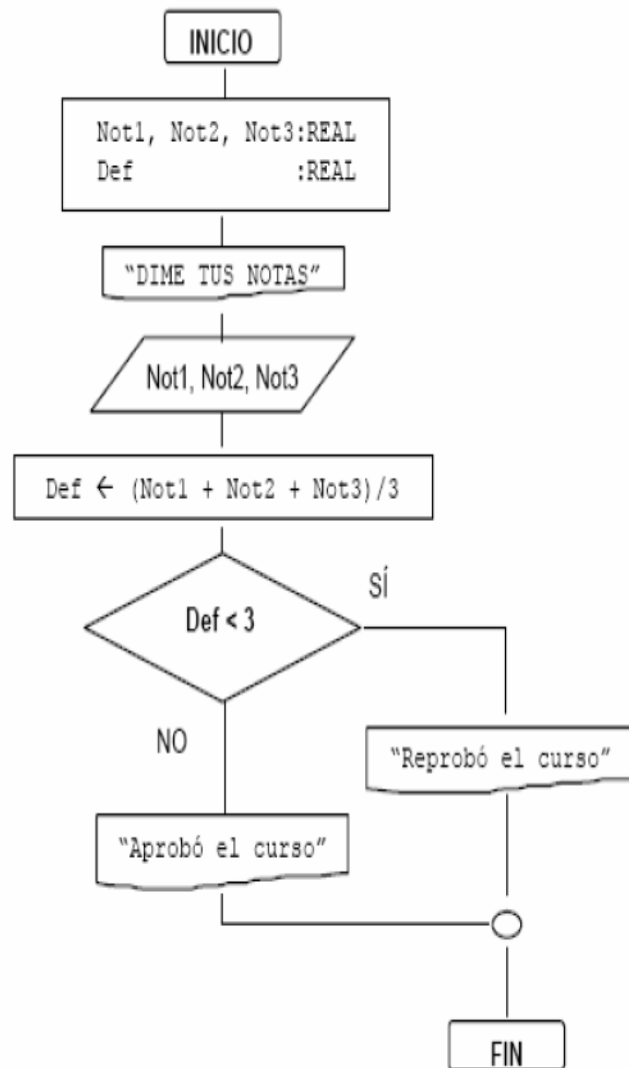 INICIO
Not1, Not2, Not3:REAL
Def :REAL
“DIME TUS NOTAS”
Not1, Not2, Not3
Def ← (Not1 + Not2 + Not3)/3
SÍ
Def < 3
NO
“Reprobó el curso”
“Aprobó el curso”
FIN